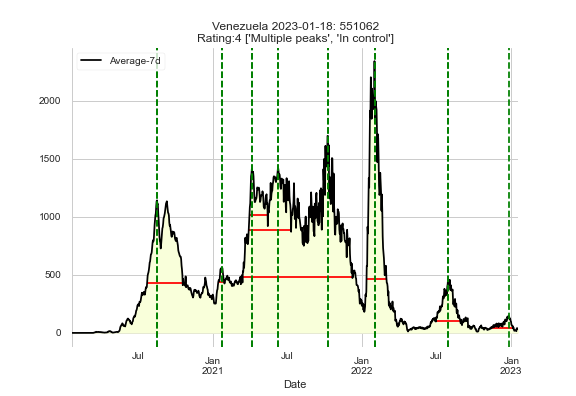 Venezuela 2023-01-18: 551062
Rating:4 ['Multiple peaks', 'In control']
Average-7d
2000
1500
1000
500
0
Jul
Jan
2021
Jul
Jan
2022
Jul
Jan
2023
Date